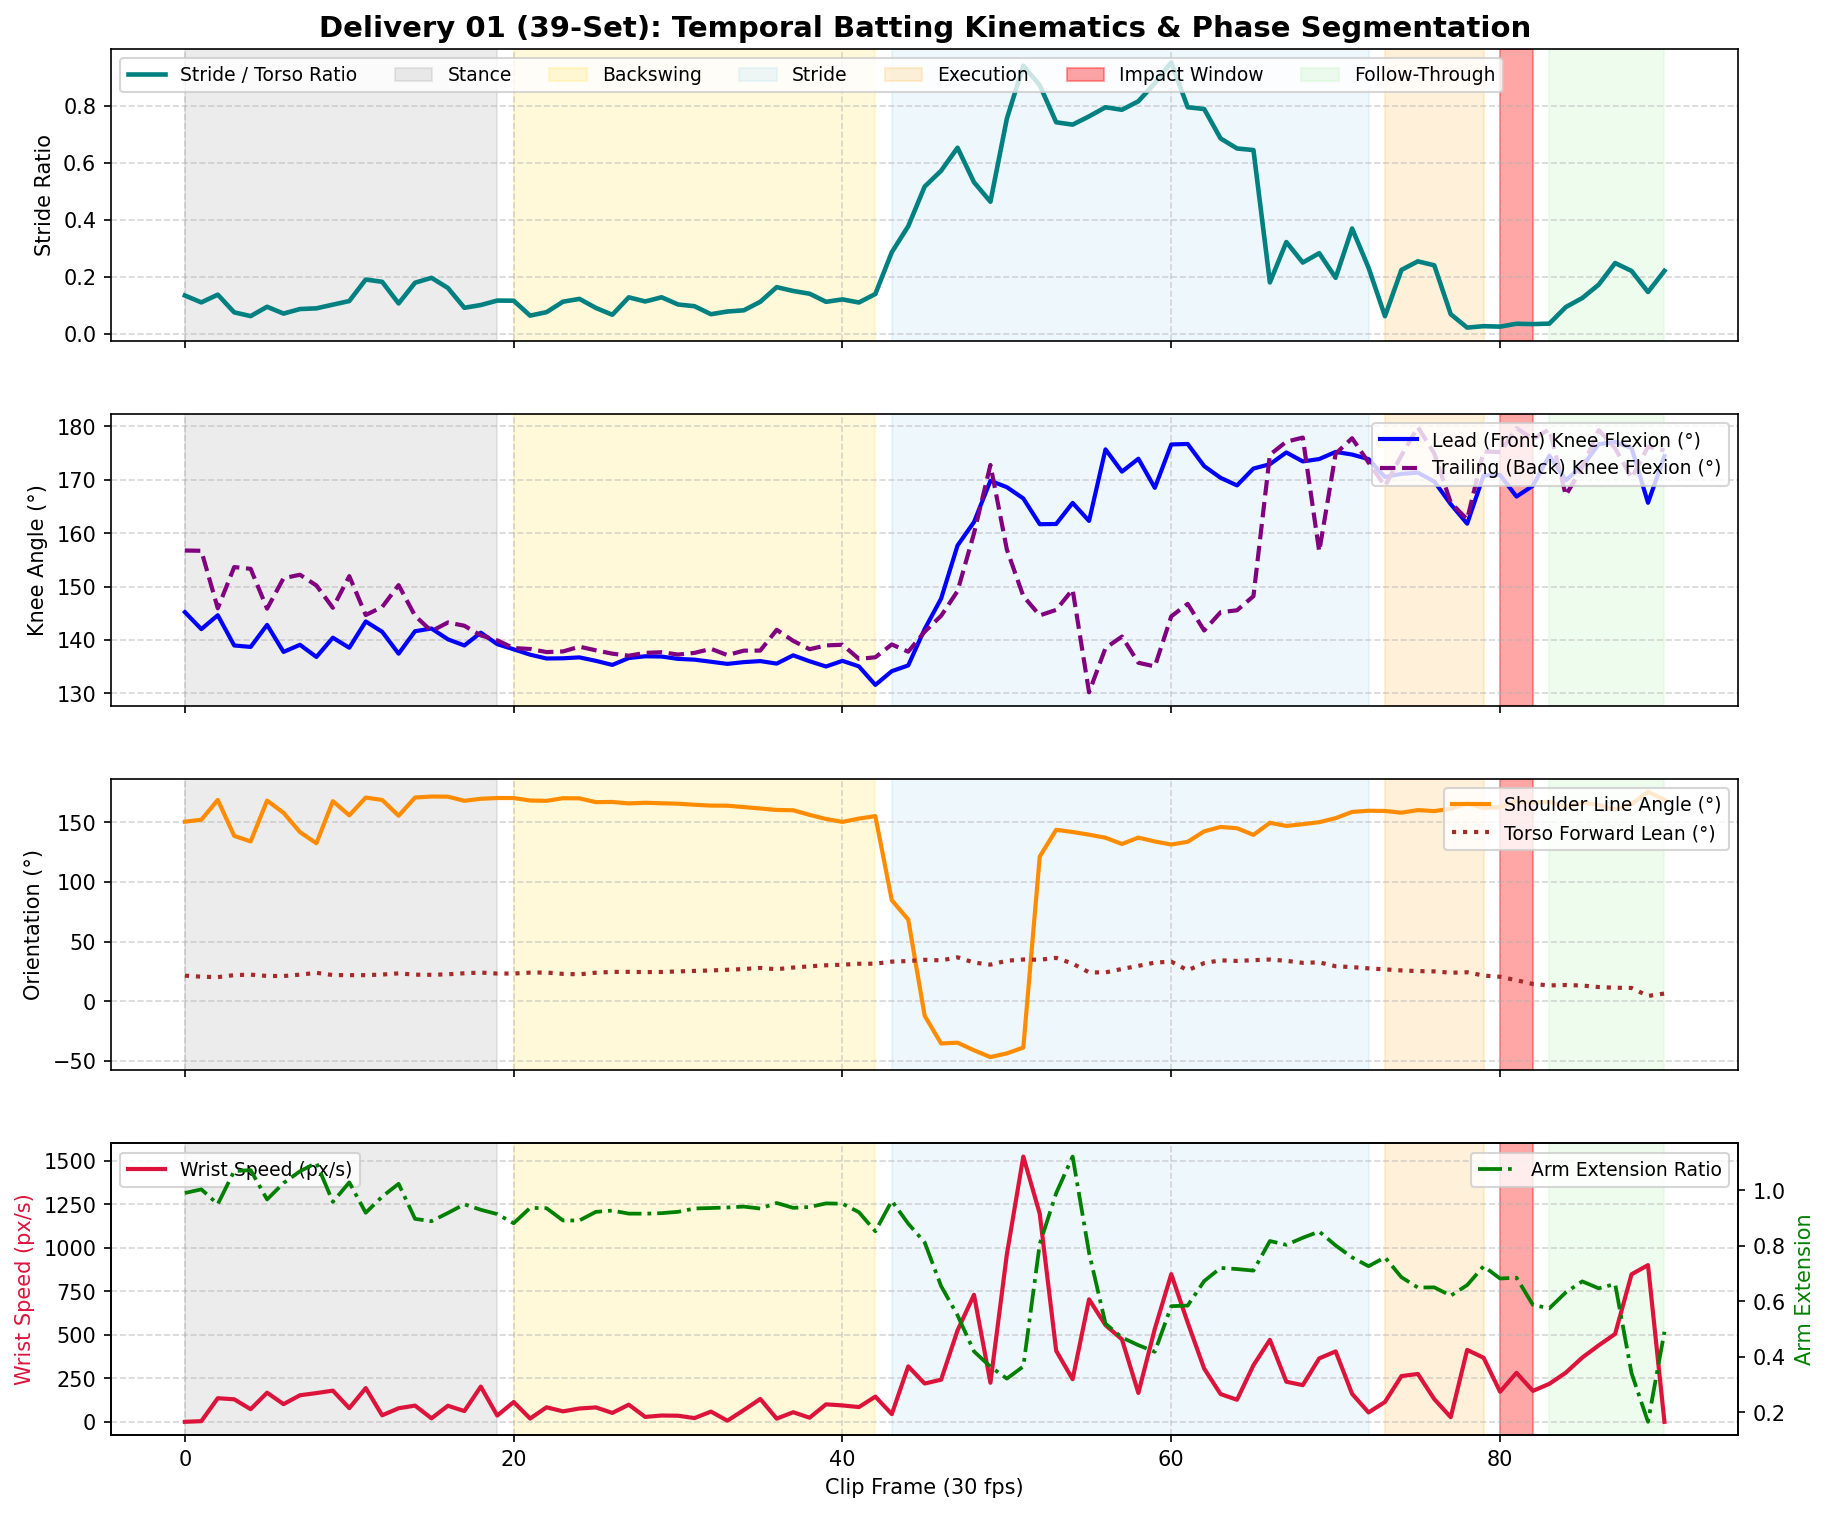 Delivery 01 (39-Set): Temporal Batting Kinematics & Phase Segmentation
Stride / Torso Ratio Stance Backswing Stride Execution Impact Window Follow-Through
Stride Ratio
0.8
0.6
0.4
0.2
0.0
Lead (Front) Knee Flexion (°)
Trailing (Back) Knee Flexion (°)
Knee Angle (°)
180
170
160
150
140
130
Shoulder Line Angle (°)
Torso Forward Lean (°)
Orientation (°)
150
100
50
0
−50
Wrist Speed (px/s)
Arm Extension Ratio
Wrist Speed (px/s)
1500
1250
1000
750
500
250
0
1.0
0.8
0.6
0.4
0.2
Arm Extension
0 20 40 60 80
Clip Frame (30 fps)